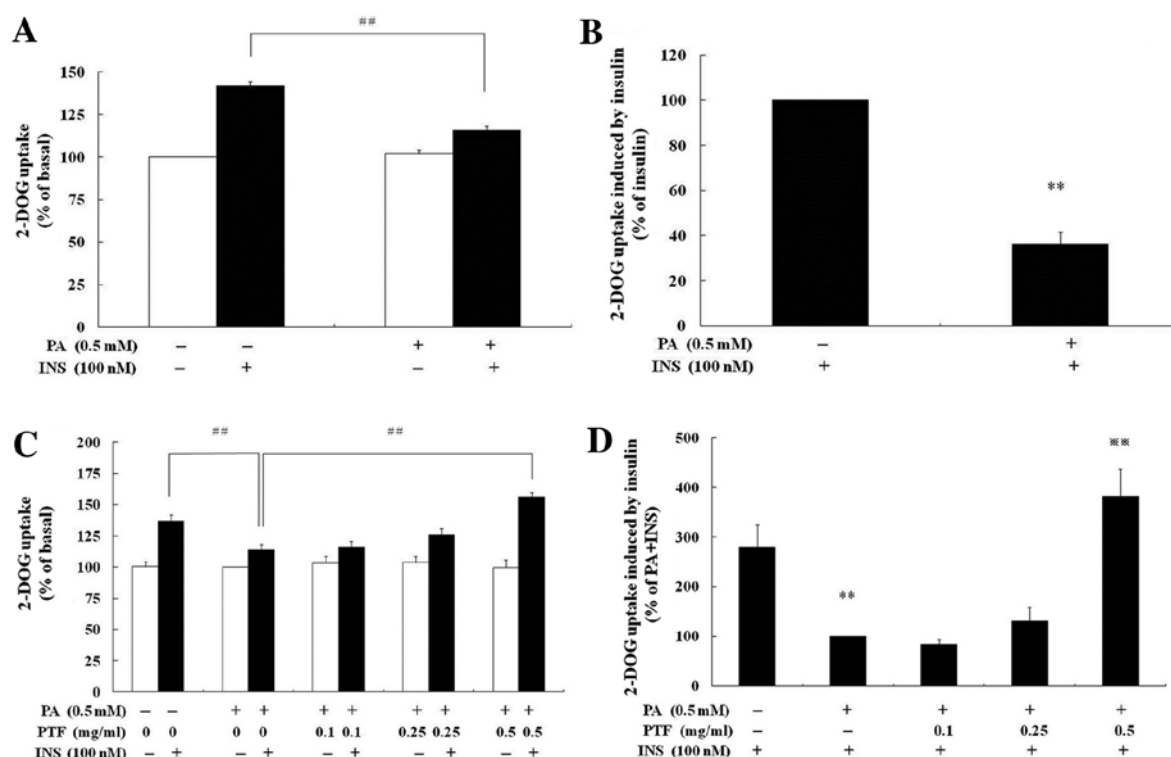 A
##
2-DOG uptake
(% of basal)
150
125
100
75
50
25
0
PA (0.5 mM) – – + +
INS (100 nM) – + – +
B
2-DOG uptake induced by insulin
(% of insulin)
120
100
80
60
40
20
0
**
PA (0.5 mM) – +
INS (100 nM) + +
C
## ##
2-DOG uptake
(% of basal)
200
175
150
125
100
75
50
25
0
PA (0.5 mM) – – + + + + + + + +
PTF (mg/ml) 0 0 0 0 0.1 0.1 0.25 0.25 0.5 0.5
INS (100 nM) – + – + – + – + – +
D
2-DOG uptake induced by insulin
(% of PA+INS)
500
400
300
200
100
0
**
※※
PA (0.5 mM) – + + + +
PTF (mg/ml) – – 0.1 0.25 0.5
INS (100 nM) + + + + +